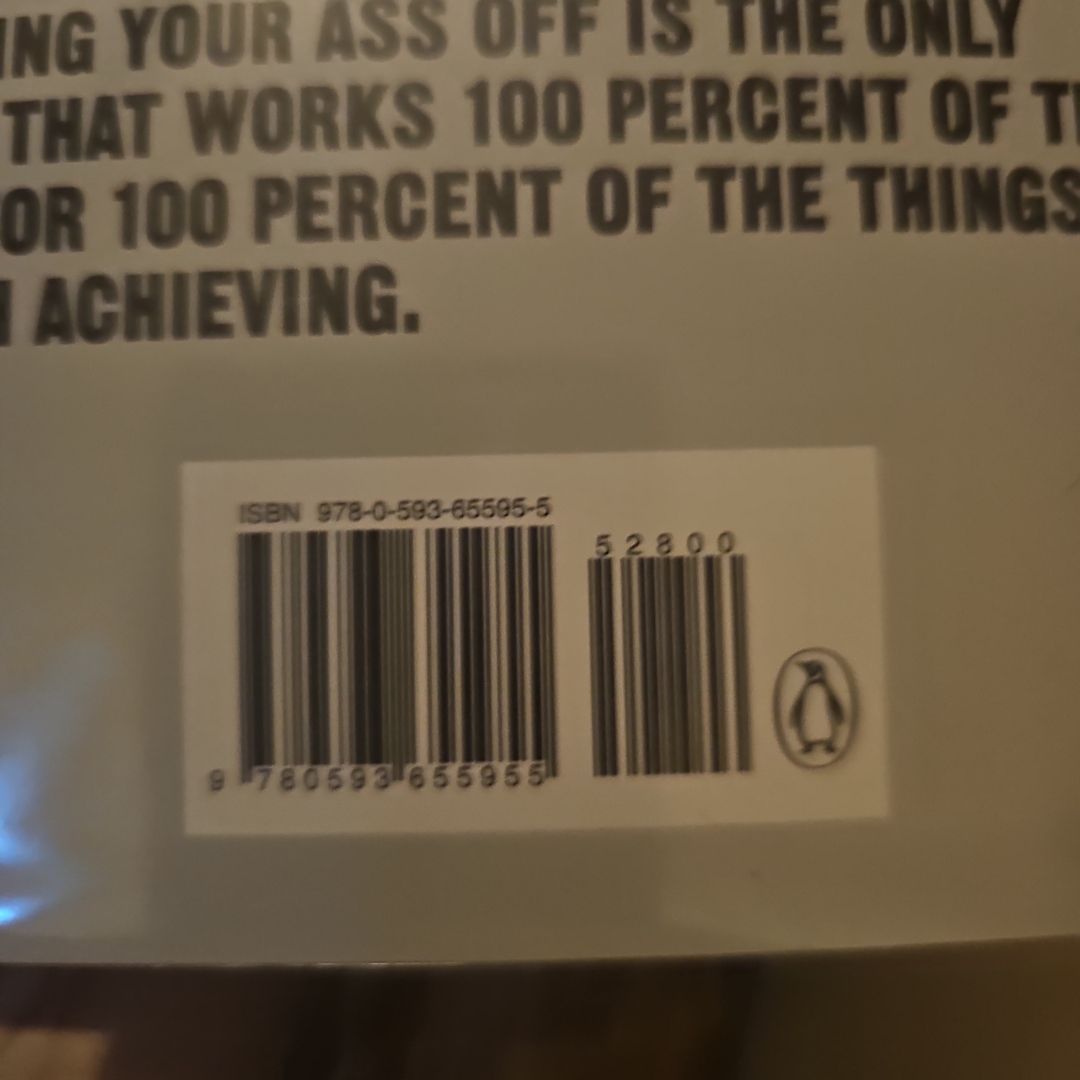 ING YOUR ASS OFF IS THE ONLY
THAT WORKS 100 PERCENT OF T
OR 100 PERCENT OF THE THINGS
ACHIEVING.
ISBN 978-0-593-65595-5
52800
9 780593 655955